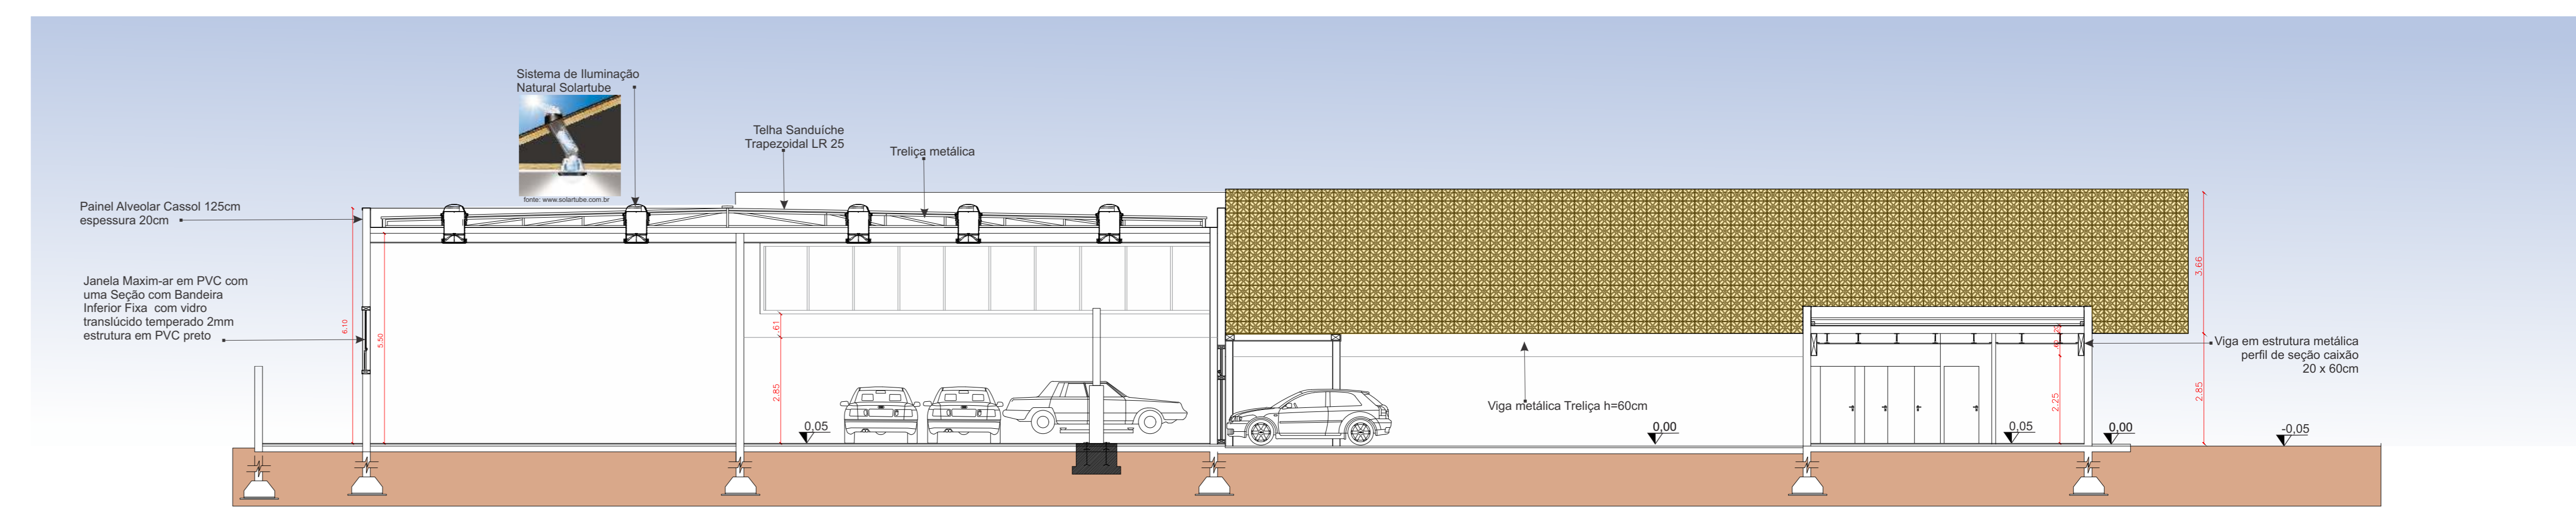 Sistema de Iluminação
Natural Solartube
fonte: www.solartube.com.br
Telha Sanduíche
Trapezoidal LR 25
Treliça metálica
Painel Alveolar Cassol 125cm
espessura 20cm
Janela Maxim-ar em PVC com
uma Seção com Bandeira
Inferior Fixa com vidro
translúcido temperado 2mm
estrutura em PVC preto
6.10
5.50
.61
2.85
0,05
Viga metálica Treliça h=60cm
0,00
.20
.60
2.25
0,05
0,00
3.66
2.85
Viga em estrutura metálica
perfil de seção caixão
20 x 60cm
-0,05